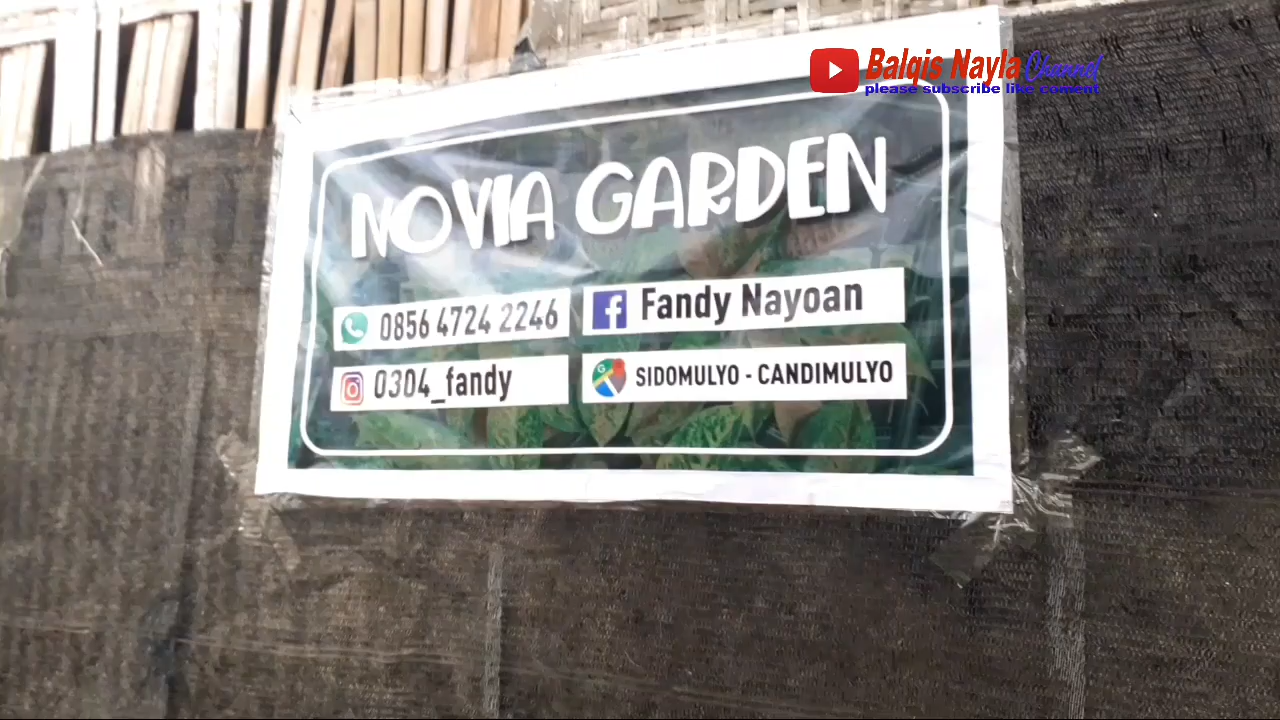 Balqis Nayla Channel
please subscribe like coment
NOVIA GARDEN
0856 4724 2246
Fandy Nayoan
0304_fandy
SIDOMULYO - CANDIMULYO